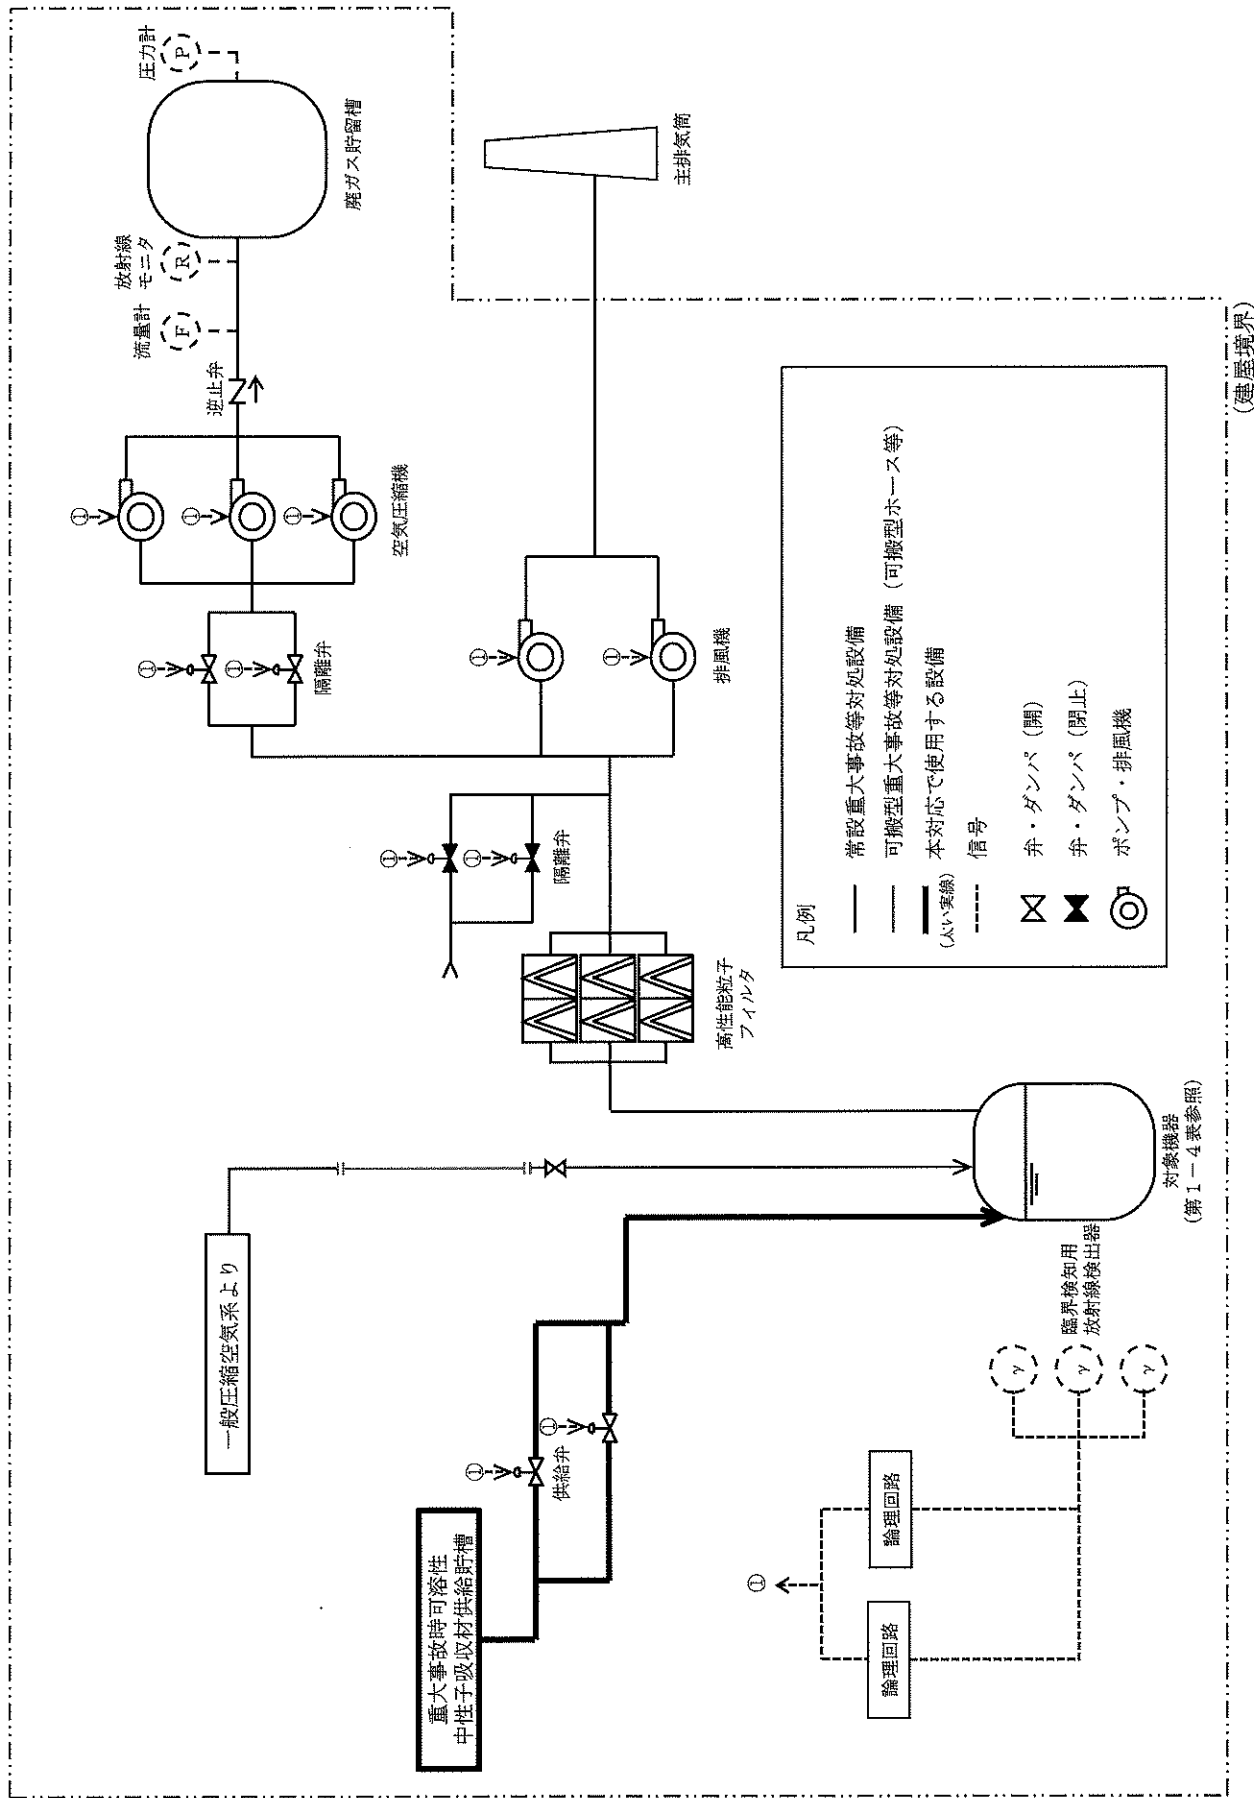 重大事故時可溶性
中性子吸収材供給貯槽
一般圧縮空気系より
①
供給弁
①
①
論理回路
論理回路
γ
γ
γ
臨界検知用
放射線検出器
対象機器
(第1-4表参照)
高性能粒子
フィルタ
①
①
隔離弁
①
①
隔離弁
①
①
排風機
①
①
①
空気圧縮機
逆止弁
流量計
F
放射線
モニタ
R
圧力計
P
廃ガス貯留槽
主排気筒
凡例
常設重大事故等対処設備
可搬型重大事故等対処設備(可搬型ホース等)
本対応で使用する設備
(太い実線)
信号
弁・ダンパ(開)
弁・ダンパ(閉止)
ポンプ・排風機
(建屋境界)